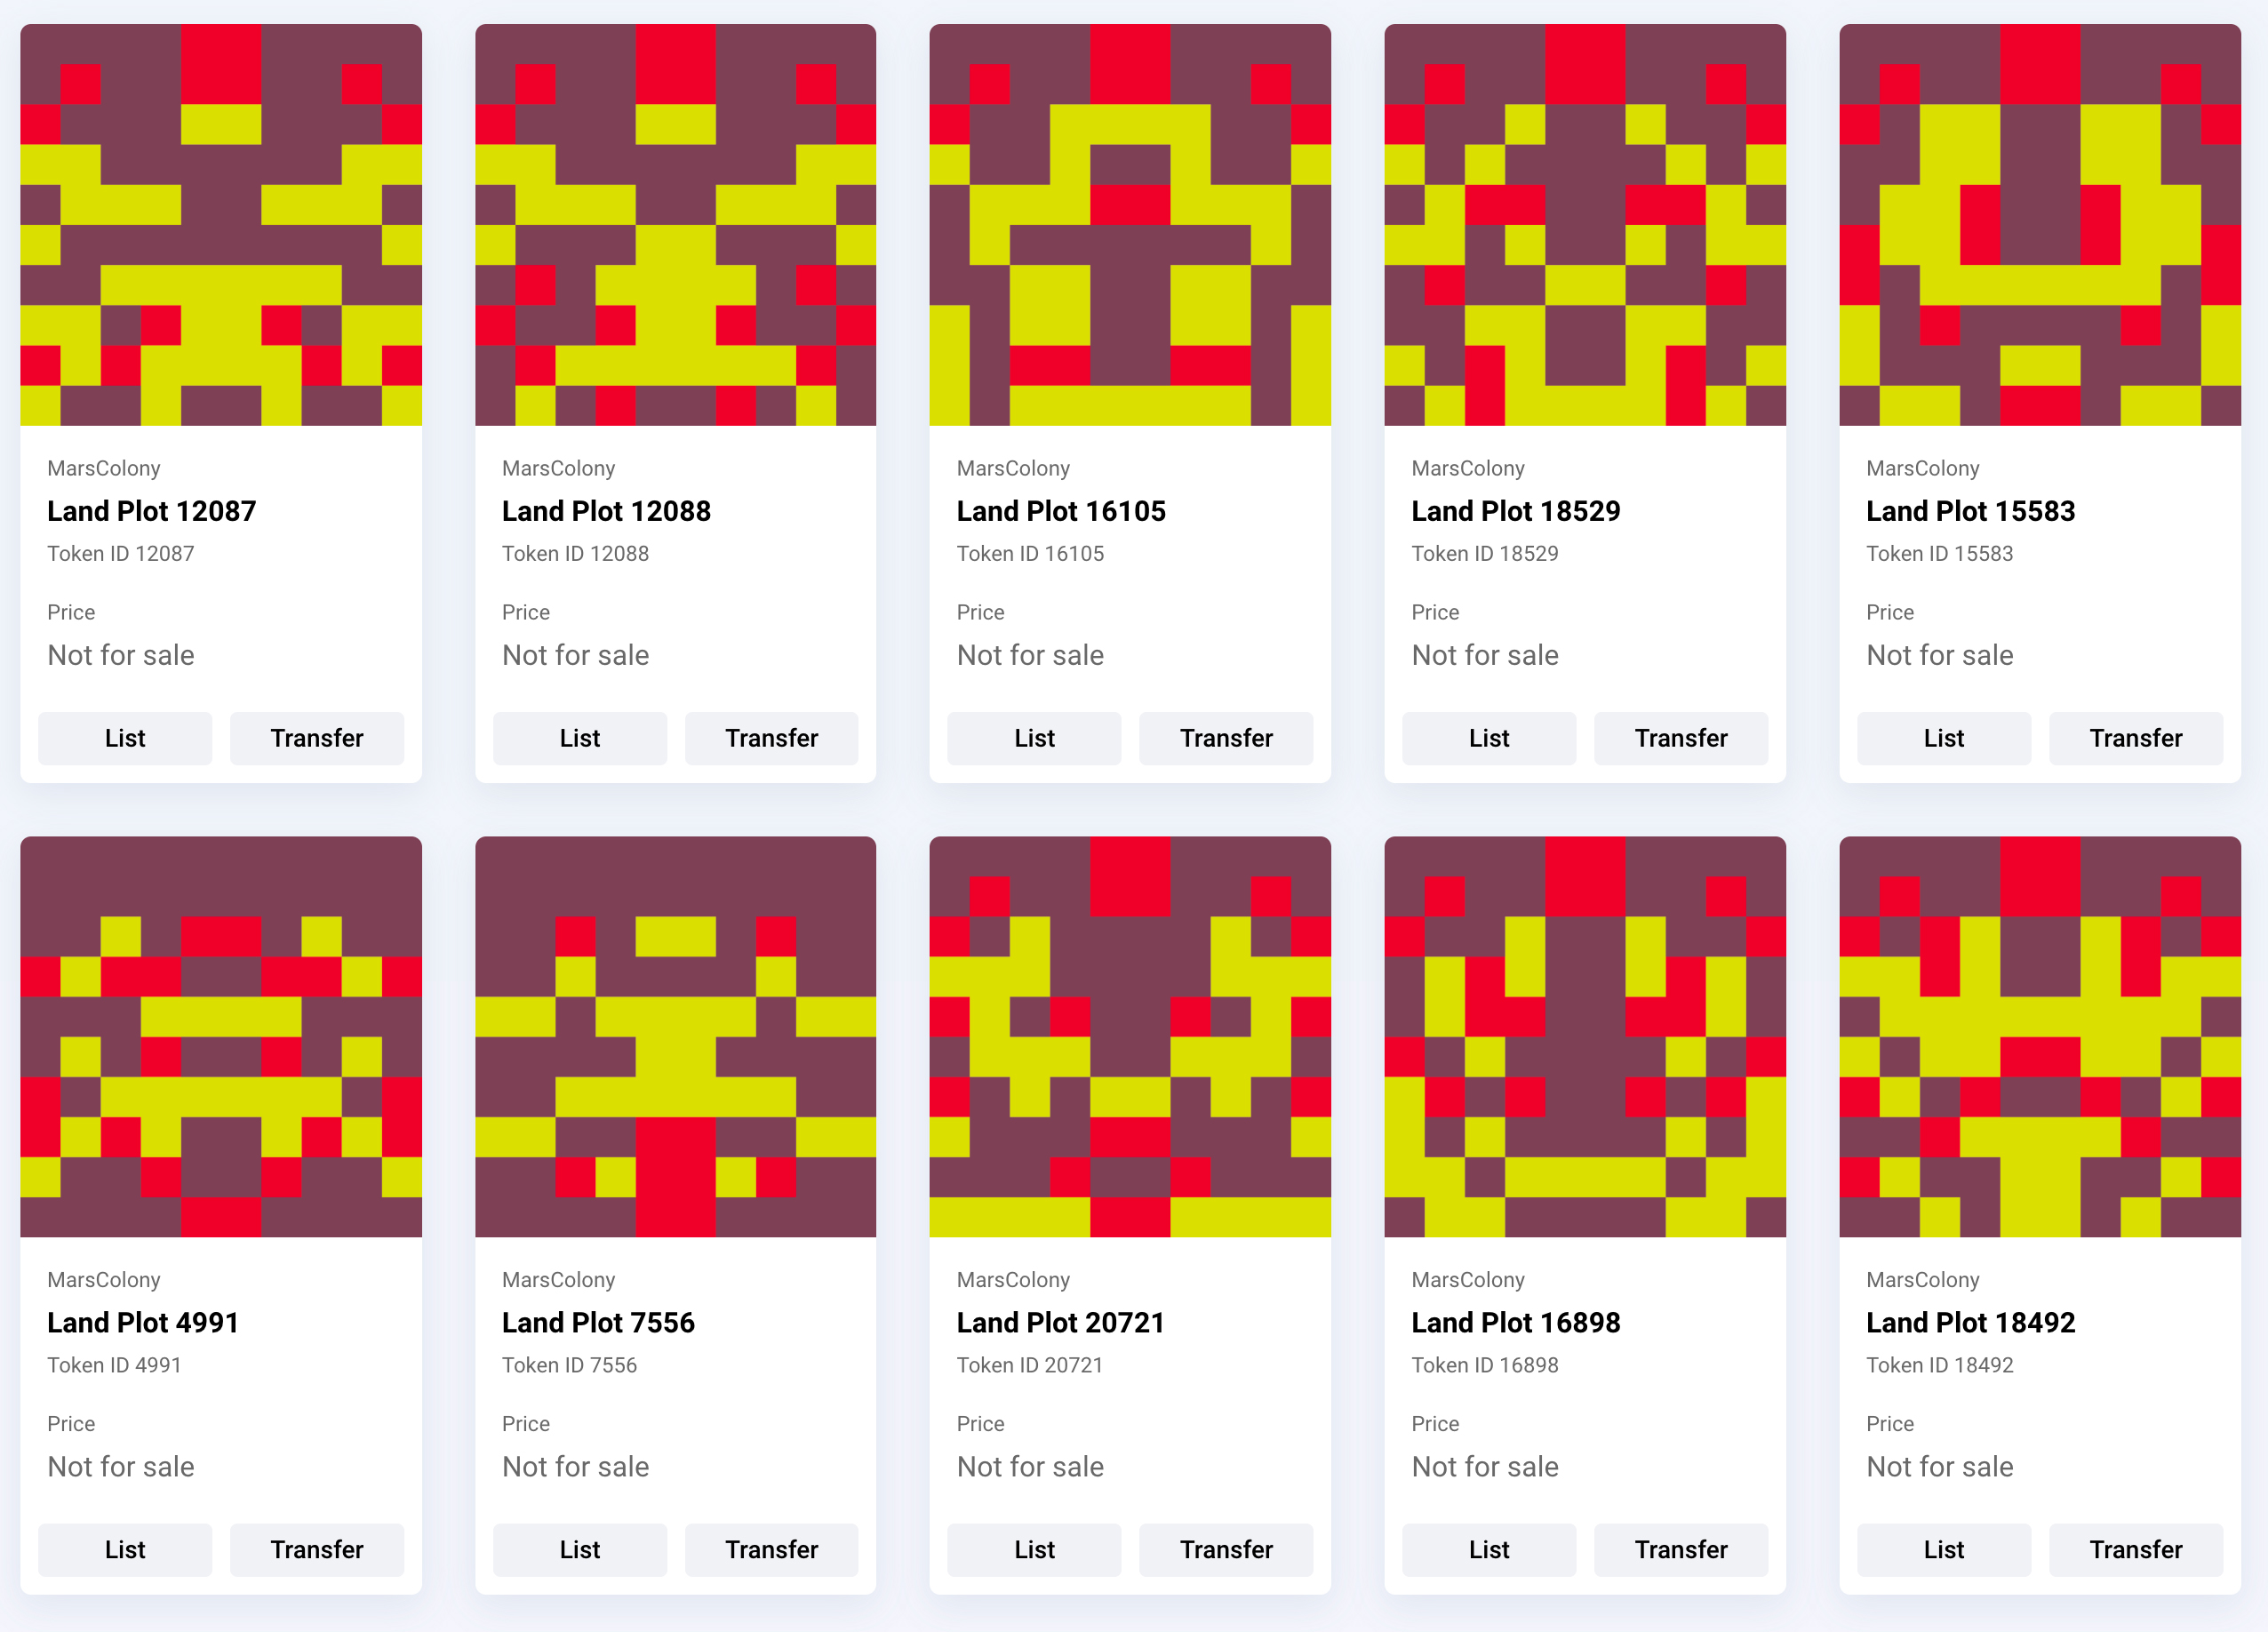 MarsColony
Land Plot 12087
Token ID 12087
Price
Not for sale
List Transfer
MarsColony
Land Plot 12088
Token ID 12088
Price
Not for sale
List Transfer
MarsColony
Land Plot 16105
Token ID 16105
Price
Not for sale
List Transfer
MarsColony
Land Plot 18529
Token ID 18529
Price
Not for sale
List Transfer
MarsColony
Land Plot 15583
Token ID 15583
Price
Not for sale
List Transfer
MarsColony
Land Plot 4991
Token ID 4991
Price
Not for sale
List Transfer
MarsColony
Land Plot 7556
Token ID 7556
Price
Not for sale
List Transfer
MarsColony
Land Plot 20721
Token ID 20721
Price
Not for sale
List Transfer
MarsColony
Land Plot 16898
Token ID 16898
Price
Not for sale
List Transfer
MarsColony
Land Plot 18492
Token ID 18492
Price
Not for sale
List Transfer